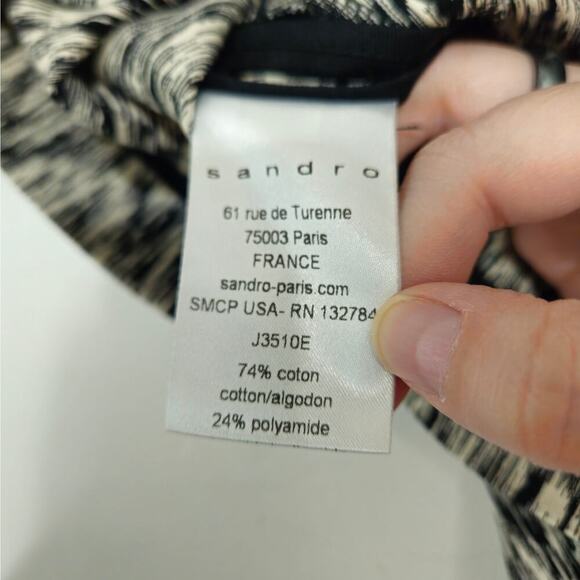 sandro
61 rue de Turenne
75003 Paris
FRANCE
sandro-paris.com
SMCP USA- RN 132784
J3510E
74% coton
cotton/algodon
24% polyamide